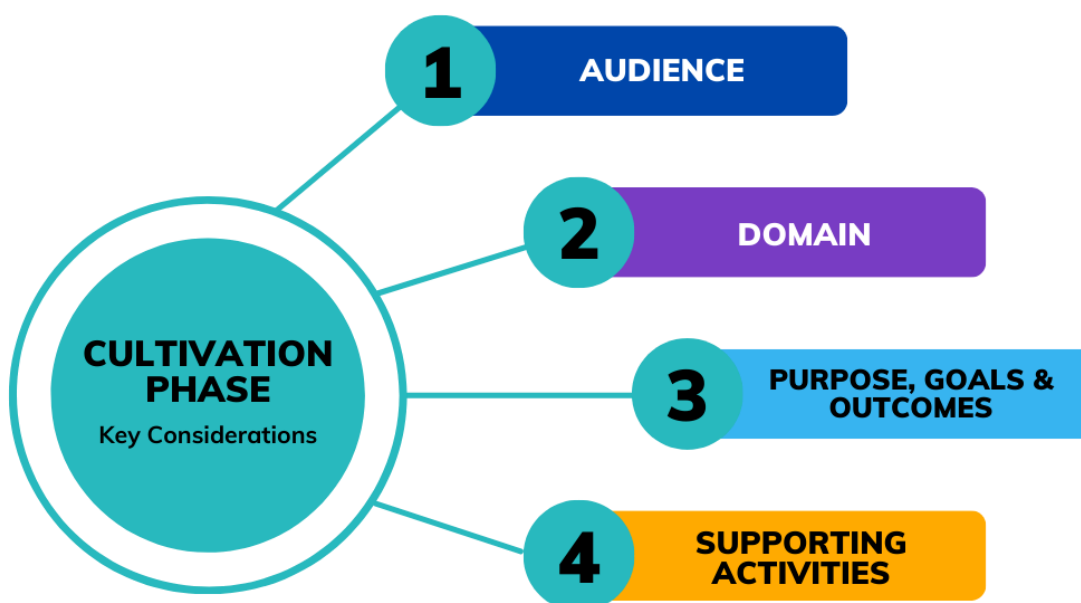 CULTIVATION
PHASE
Key Considerations
1
AUDIENCE
2
DOMAIN
3
PURPOSE, GOALS &
OUTCOMES
4
SUPPORTING
ACTIVITIES